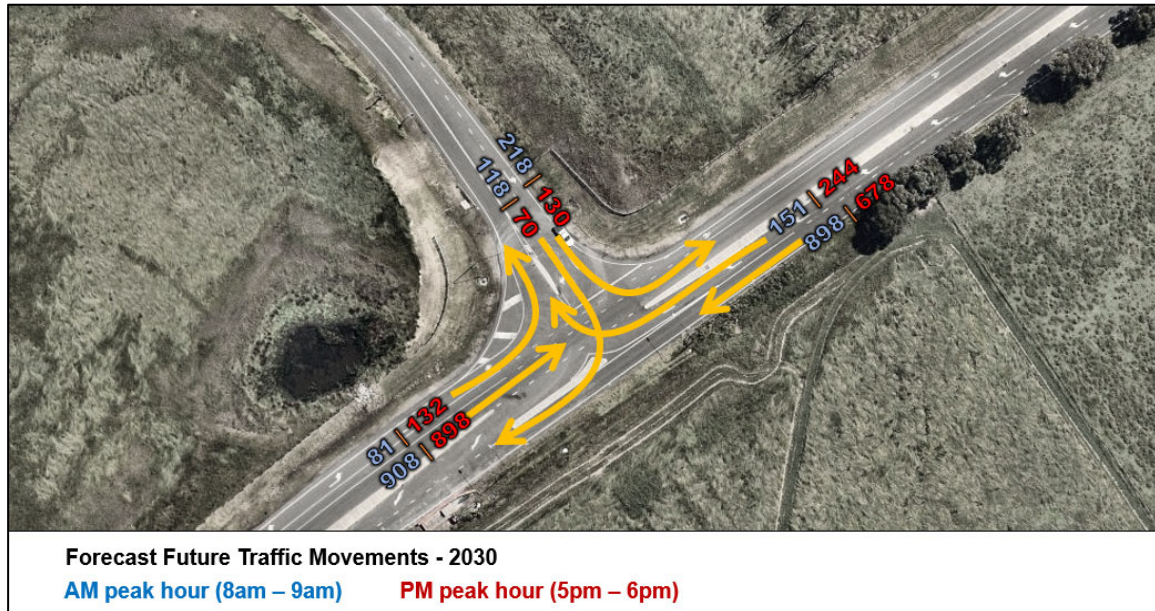 218 | 130
118 | 70
151 | 244
898 | 678
81 | 132
908 | 898
Forecast Future Traffic Movements - 2030
AM peak hour (8am – 9am) PM peak hour (5pm – 6pm)